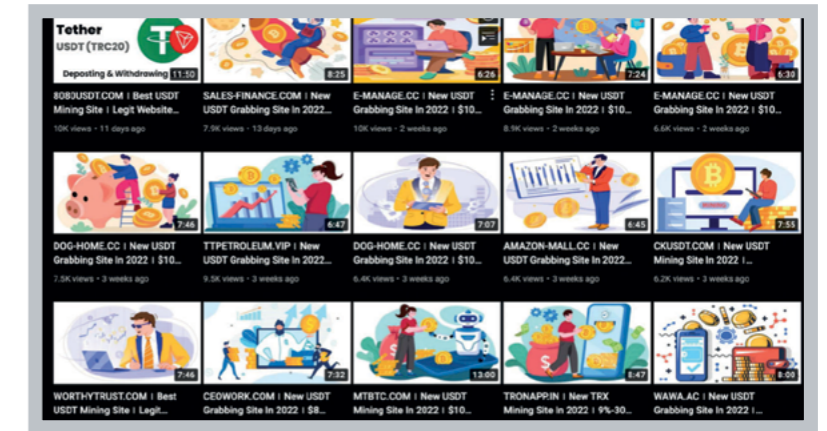 Tether
USDT (TRC20)
Deposting & Withdrawing
11:50
8:25
6:26
7:24
6:30
8080USDT.COM | Best USDT
Mining Site | Legit Website...
10K views • 11 days ago
SALES-FINANCE.COM | New
USDT Grabbing Site In 2022...
7.9K views • 13 days ago
E-MANAGE.CC | New USDT
Grabbing Site In 2022 | $10...
10K views • 2 weeks ago
E-MANAGE.CC | New USDT
Grabbing Site In 2022 | $10...
8.9K views • 2 weeks ago
E-MANAGE.CC | New USDT
Grabbing Site In 2022 | $10...
6.6K views • 2 weeks ago
7:46
6:47
7:07
6:45
MINING
7:55
DOG-HOME.CC | New USDT
Grabbing Site In 2022 | $10...
7.5K views • 3 weeks ago
TTPETROLEUM.VIP | New
USDT Grabbing Site In 2022...
9.5K views • 3 weeks ago
DOG-HOME.CC | New USDT
Grabbing Site In 2022 | $10...
6.4K views • 3 weeks ago
AMAZON-MALL.CC | New
USDT Grabbing Site In 2022...
6.4K views • 3 weeks ago
CKUSDT.COM | New USDT
Mining Site In 2022 |...
6.2K views • 3 weeks ago
7:46
7:32
13:00
8:47
8:00
WORTHYTRUST.COM | Best
USDT Mining Site | Legit...
CEOWORK.COM | New USDT
Grabbing Site In 2022 | $8...
MTBTC.COM | New USDT
Mining Site In 2022 | $10...
TRONAPP.IN | New TRX
Mining Site in 2022 | 9%-30...
WAWA.AC | New USDT
Grabbing Site In 2022 |...